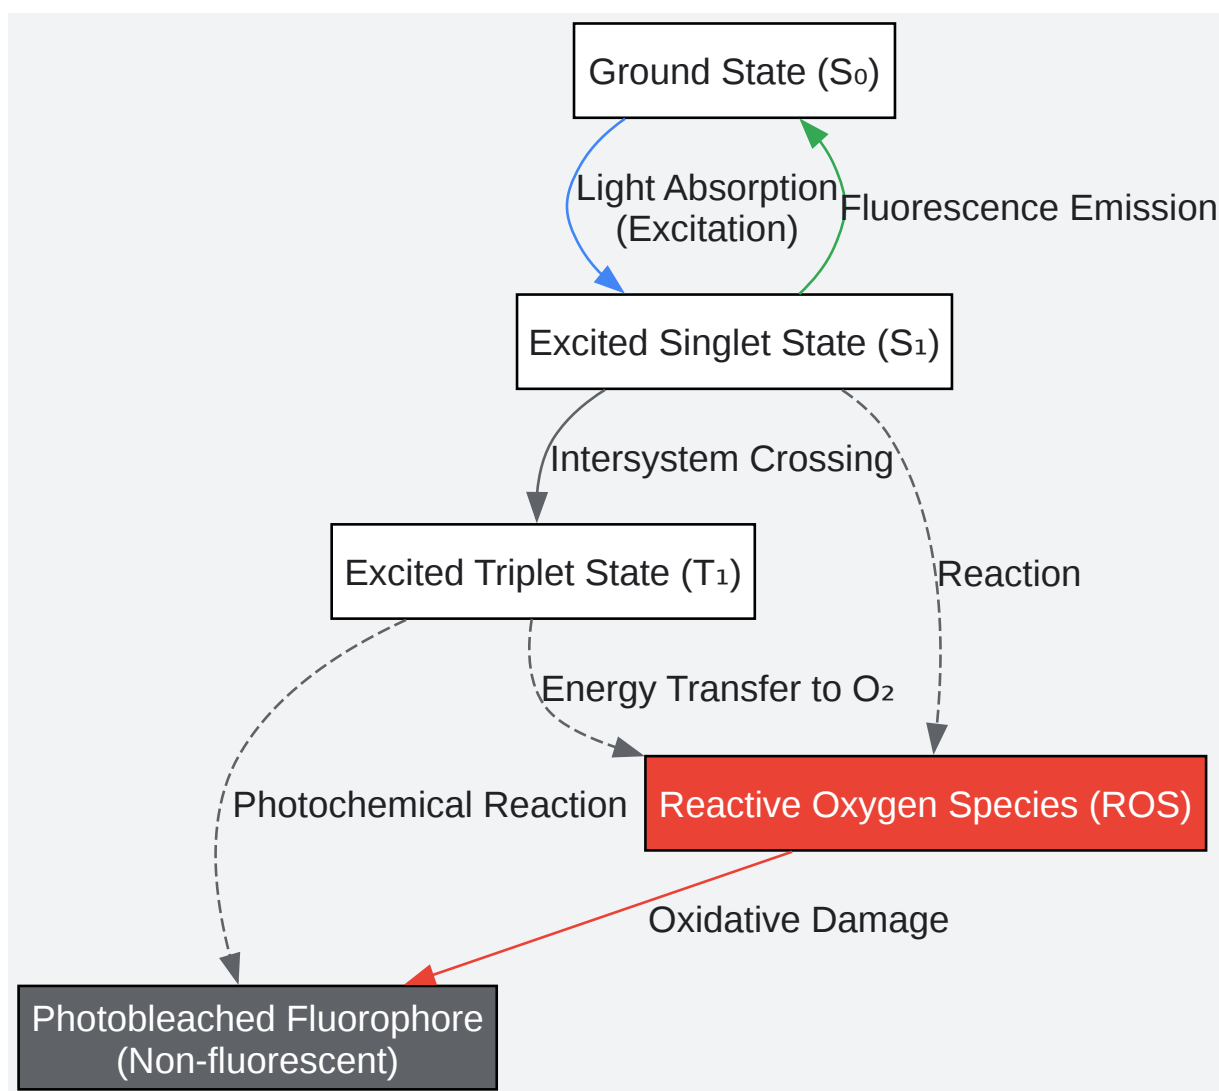 Ground State (S₀)
Light Absorption
(Excitation)
Fluorescence Emission
Excited Singlet State (S₁)
Intersystem Crossing
Excited Triplet State (T₁)
Reaction
Energy Transfer to O₂
Photochemical Reaction
Reactive Oxygen Species (ROS)
Oxidative Damage
Photobleached Fluorophore
(Non-fluorescent)